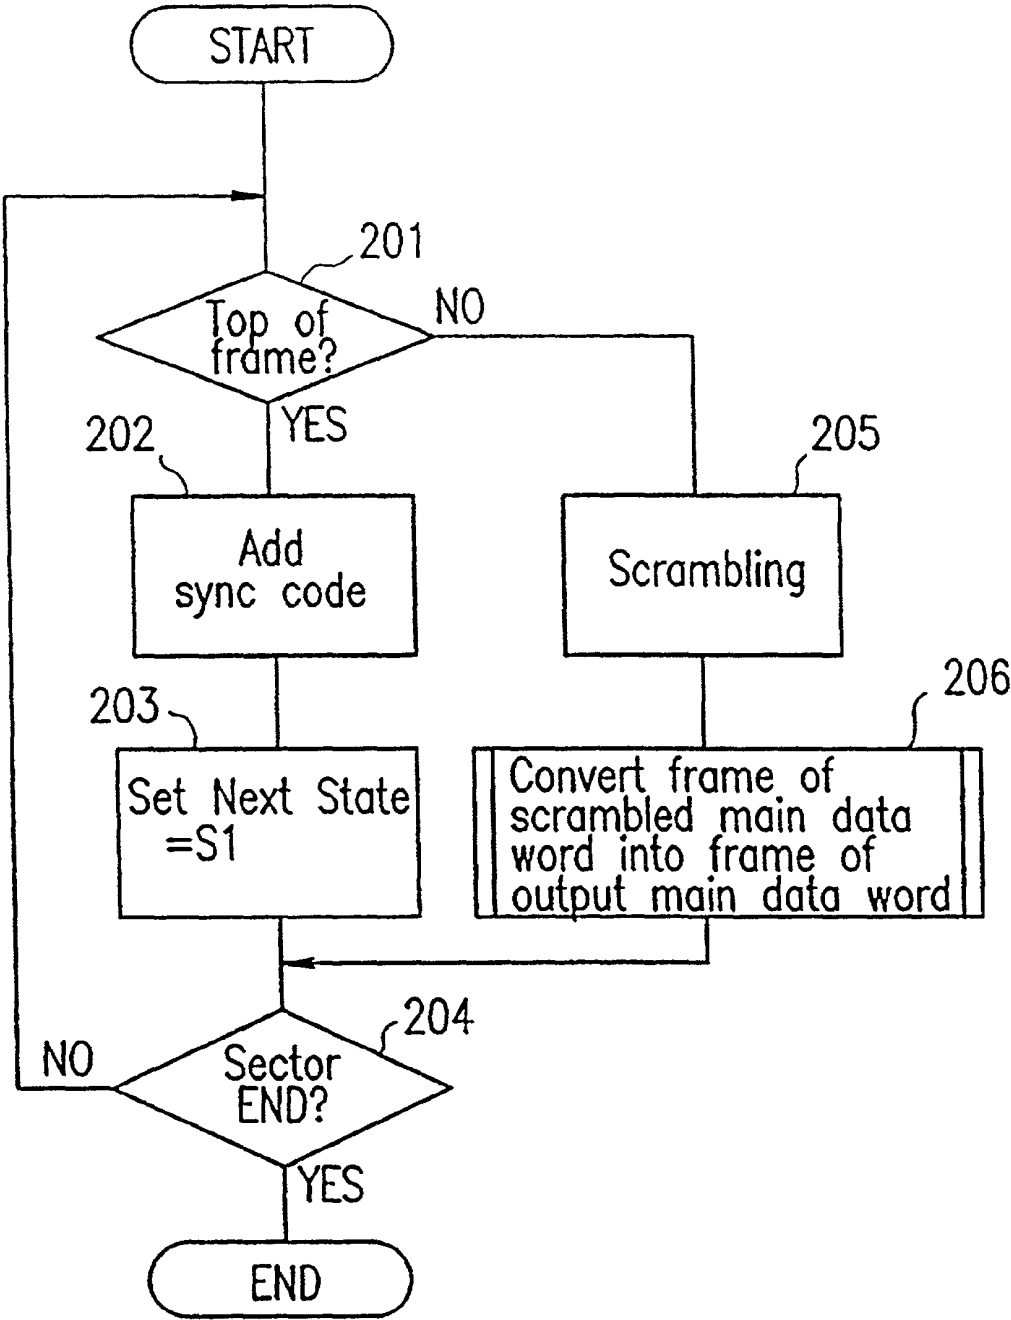 START
201
Top of
frame?
NO
YES
202
Add
sync code
205
Scrambling
203
Set Next State
=S1
206
Convert frame of
scrambled main data
word into frame of
output main data word
204
Sector
END?
NO
YES
END